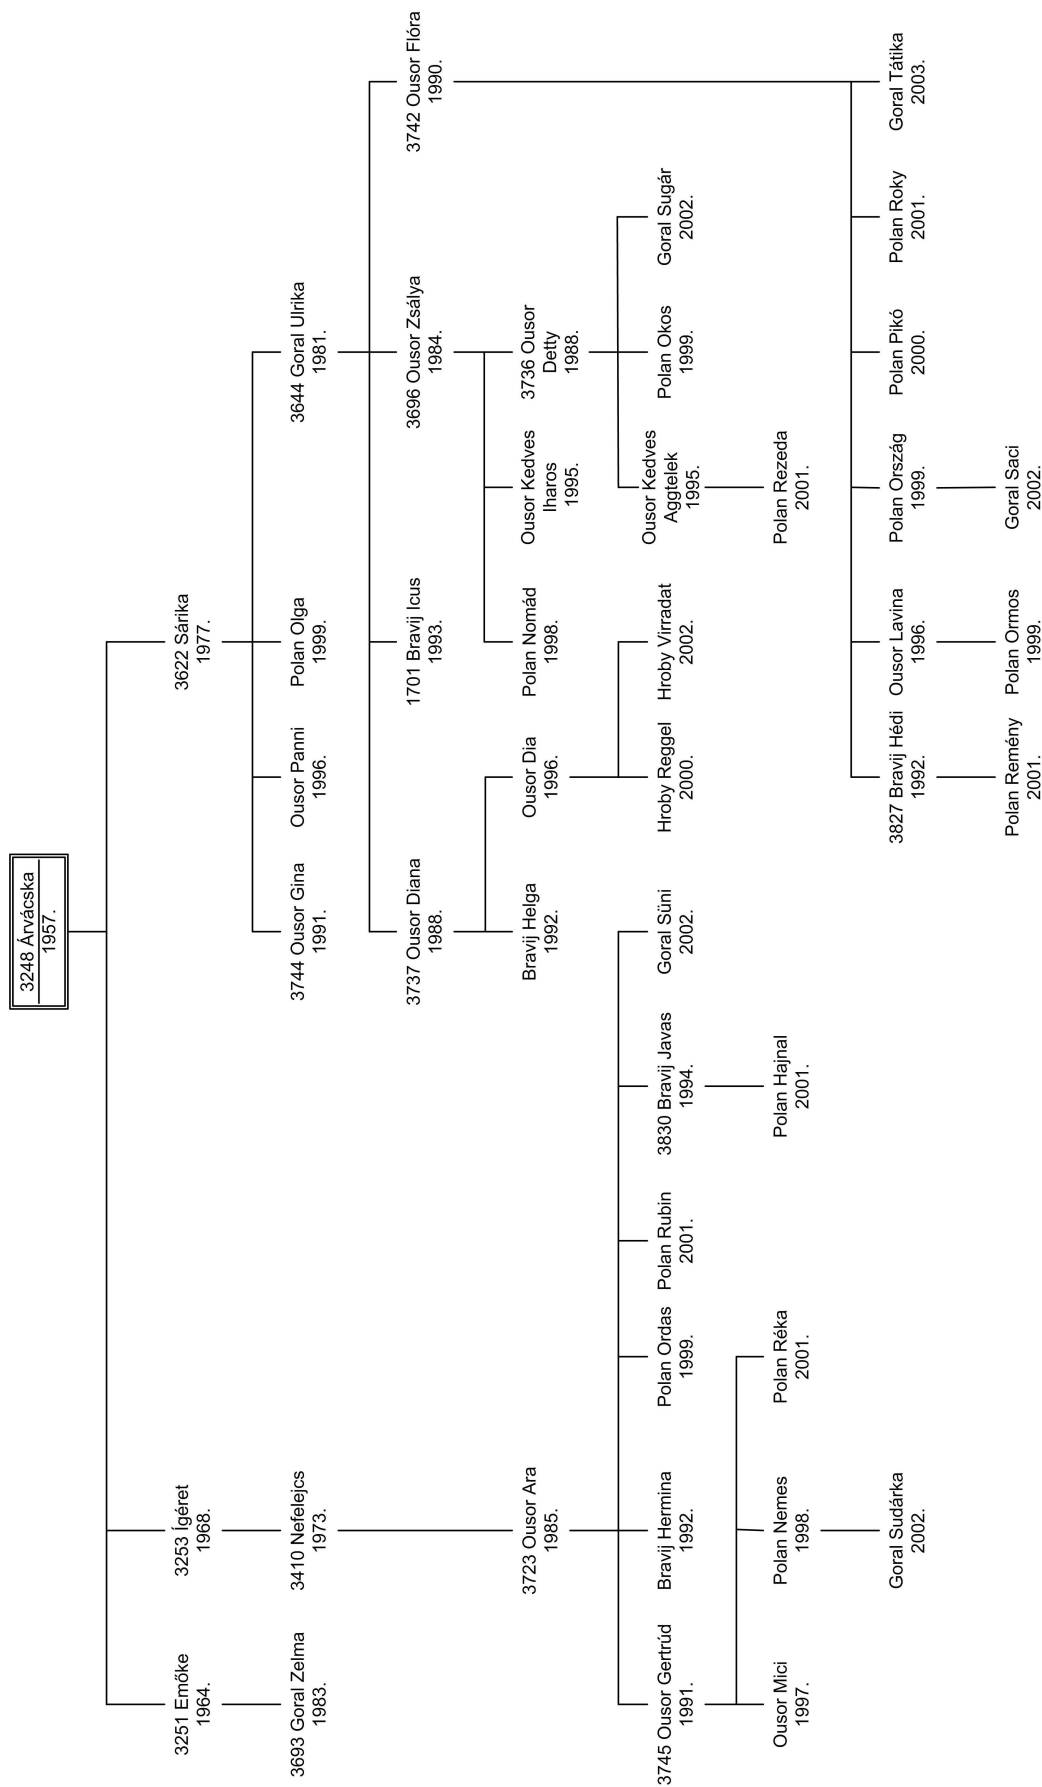 3248 Árvácska
1957.
3251 Emőke
1964.
3253 Ígéret
1968.
3622 Sárika
1977.
3693 Goral Zelma
1983.
3410 Nefelejcs
1973.
3744 Ousor Gina
1991.
Ousor Panni
1996.
Polan Olga
1999.
3644 Goral Ulrika
1981.
3737 Ousor Diana
1988.
1701 Bravij Icus
1993.
3696 Ousor Zsálya
1984.
3742 Ousor Flóra
1990.
3723 Ousor Ara
1985.
Bravij Helga
1992.
Ousor Dia
1996.
Polan Nomád
1998.
Ousor Kedves
Iharos
1995.
3736 Ousor
Detty
1988.
3745 Ousor Gertrúd
1991.
Bravij Hermina
1992.
Polan Ordas
1999.
Polan Rubin
2001.
3830 Bravij Javas
1994.
Goral Süni
2002.
Hroby Reggel
2000.
Hroby Virradat
2002.
Ousor Kedves
Aggtelek
1995.
Polan Okos
1999.
Goral Sugár
2002.
Ousor Mici
1997.
Polan Nemes
1998.
Polan Réka
2001.
Polan Hajnal
2001.
Polan Rezeda
2001.
Goral Sudárka
2002.
3827 Bravij Hédi
1992.
Ousor Lavina
1996.
Polan Ország
1999.
Polan Pikó
2000.
Polan Roky
2001.
Goral Tátika
2003.
Polan Remény
2001.
Polan Ormos
1999.
Goral Saci
2002.